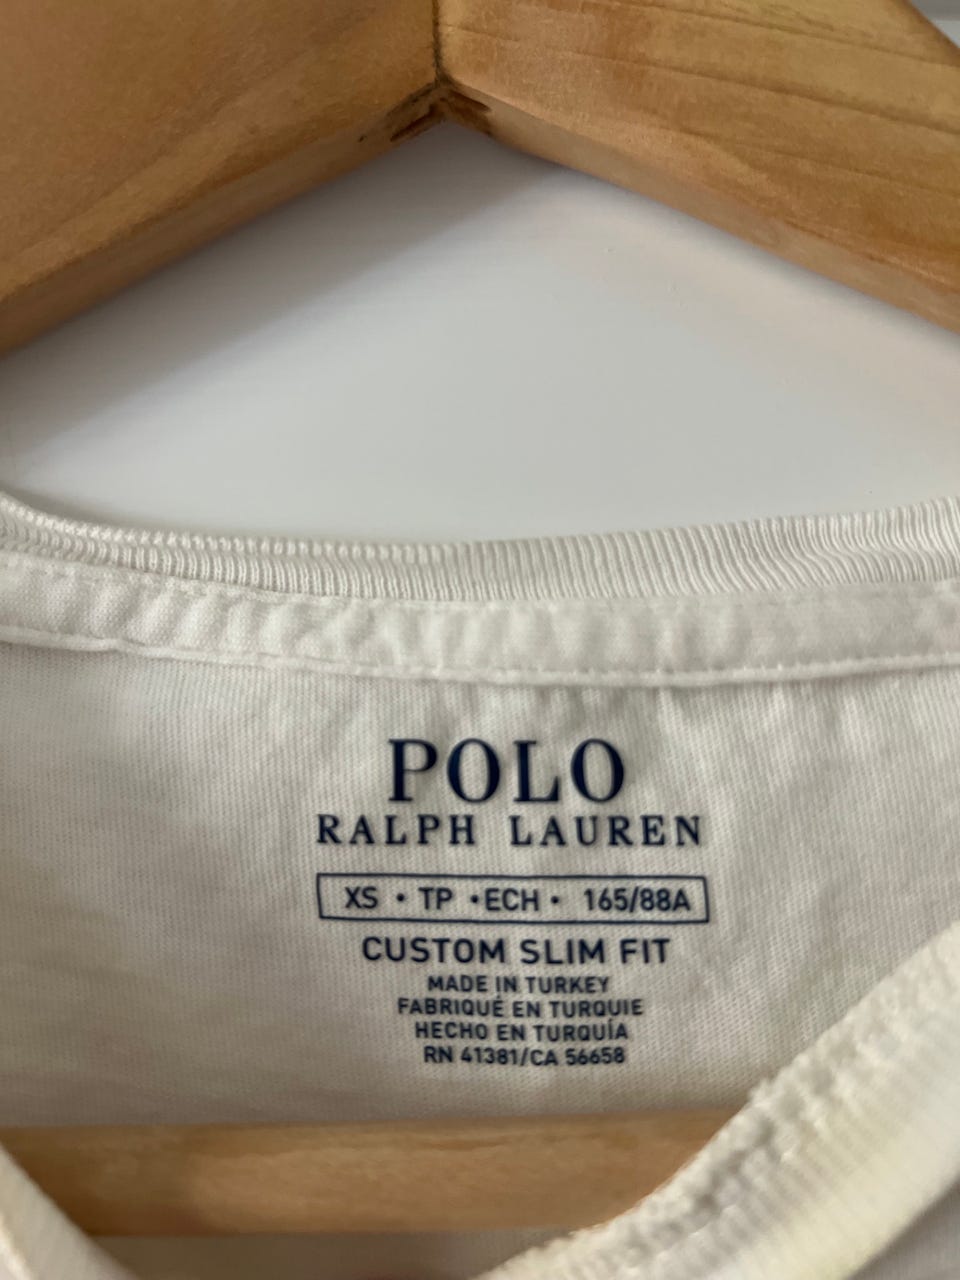 POLO
RALPH LAUREN
XS • TP • ECH • 165/88A
CUSTOM SLIM FIT
MADE IN TURKEY
FABRIQUÉ EN TURQUIE
HECHO EN TURQUÍA
RN 41381/CA 56658